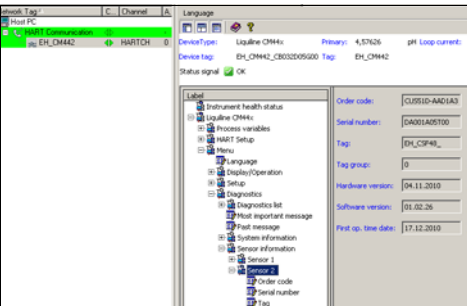 Network Tag
C.. Channel A
Host PC
HART Communication
EH_CM442 HARTCH 0
Language
DeviceType: Liquiline CM44x Primary: 4,57626 pH Loop current:
Device tag: EH_CM442_CB032D05G00 Tag: EH_CM442
Status signal OK
Label
Instrument health status
Liquiline CM44x
Process variables
HART Setup
Menu
Language
Display/Operation
Setup
Diagnostics
Diagnostics list
Most important message
Past message
System information
Sensor information
Sensor 1
Sensor 2
Order code
Serial number
Tag
Order code: CUS51D-AAD1A3
Serial number: DA001A05T00
Tag: EH_CSF48_
Tag group: 0
Hardware version: 04.11.2010
Software version: 01.02.26
First op. time date: 17.12.2010